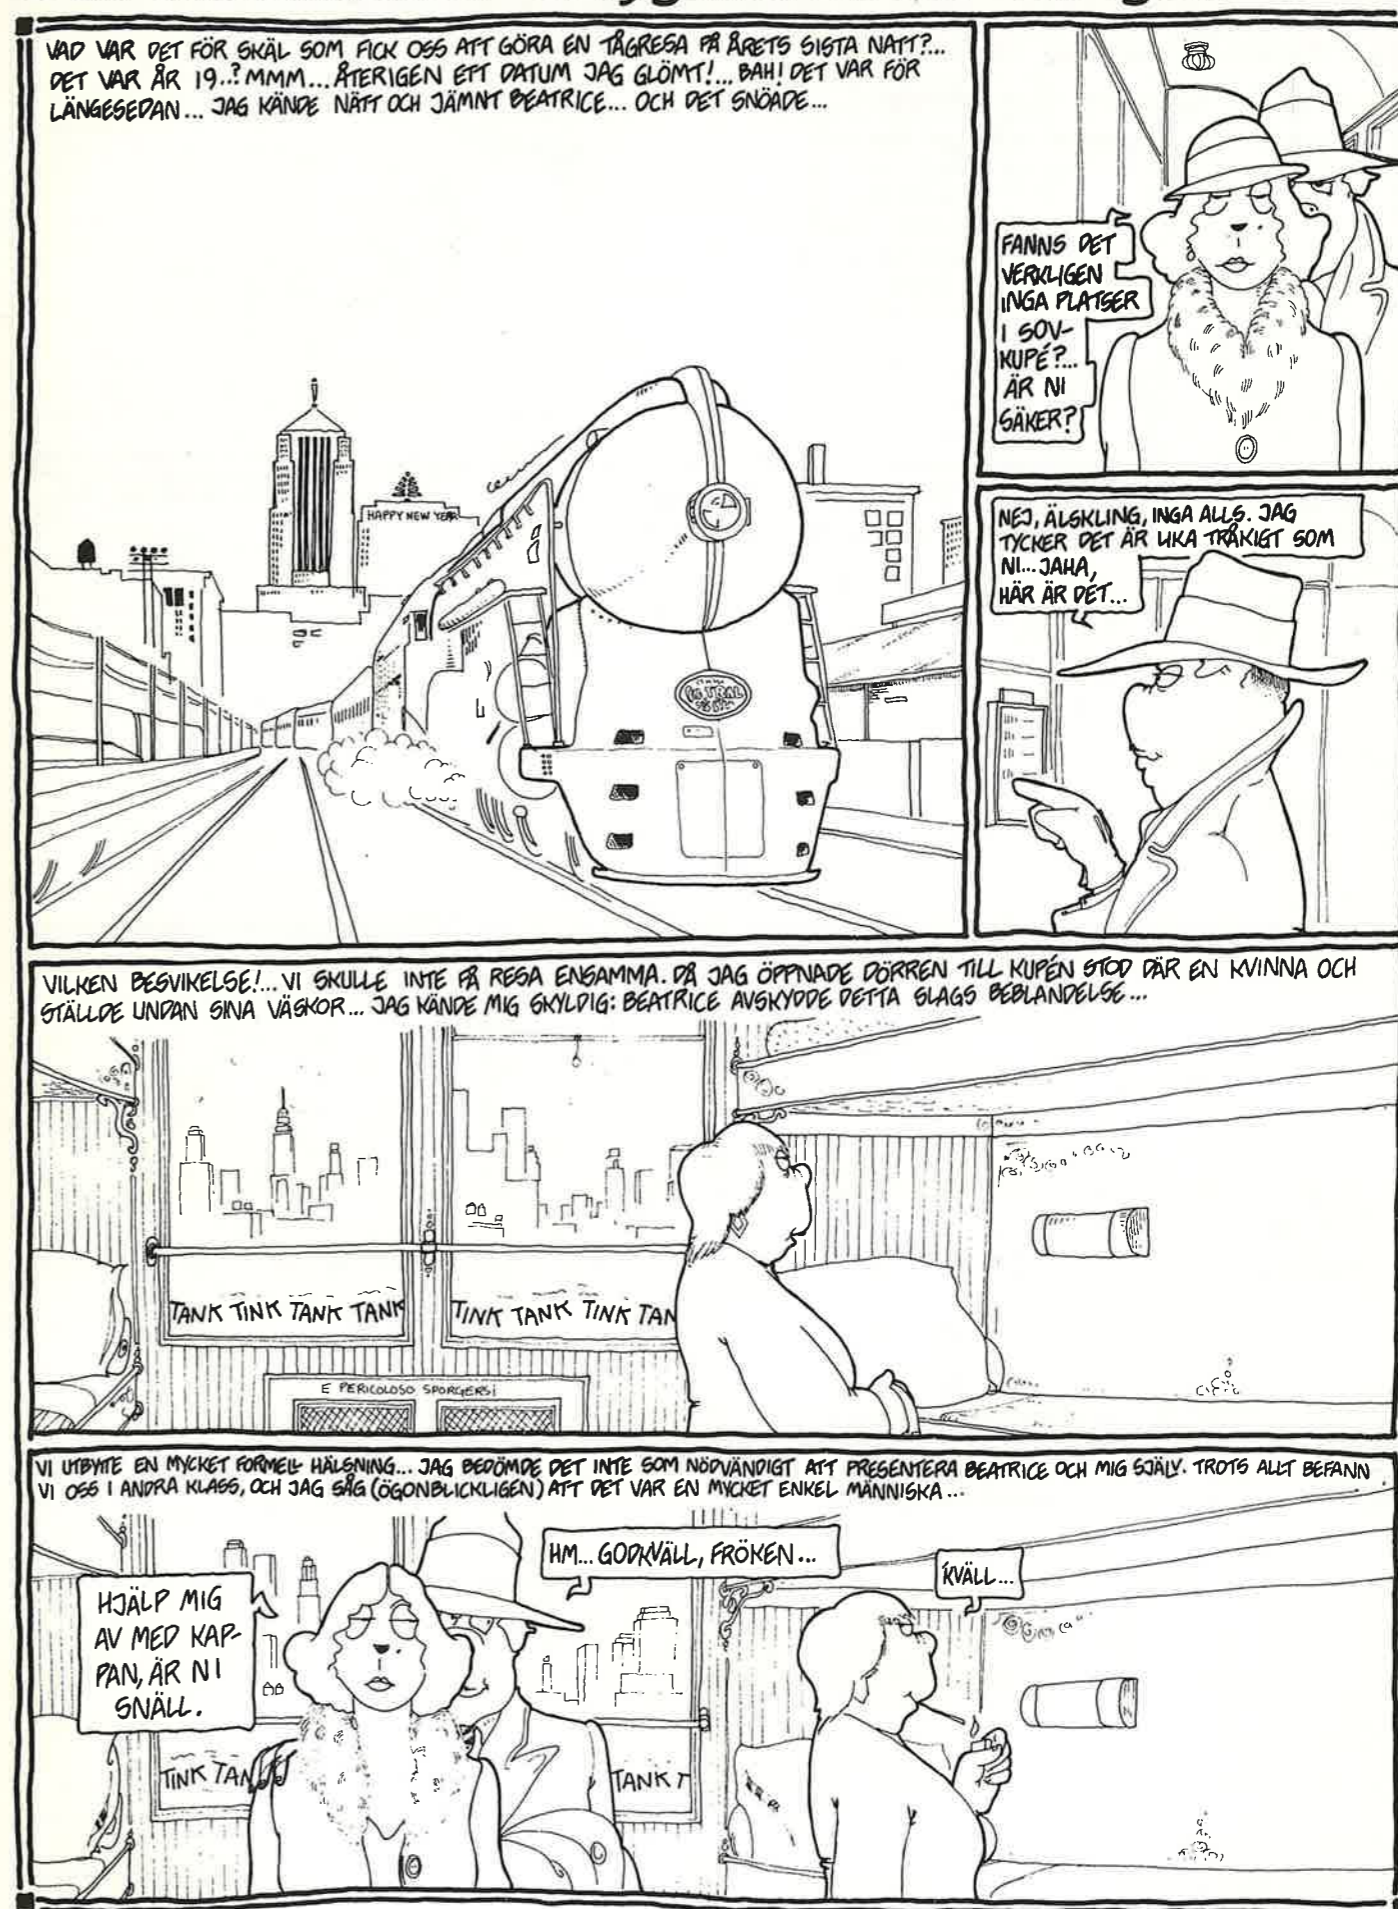 VAD VAR DET FÖR SKÄL SOM FICK OSS ATT GÖRA EN TÅGRESA PÅ ÅRETS SISTA NATT?...
DET VAR ÅR 19..? MMM... ÅTERIGEN ETT DATUM JAG GLÖMT!... BAH! DET VAR FÖR
LÄNGESEDAN... JAG KÄNDE NÄTT OCH JÄMNT BEATRICE... OCH DET SNÖADE...
HAPPY NEW YEAR
FANNS DET
VERKLIGEN
INGA PLATSER
I SOV-
KUPÉ?...
ÄR NI
SÄKER?
NEJ, ÄLSKLING, INGA ALLS. JAG
TYCKER DET ÄR LIKA TRÅKIGT SOM
NI... JAHA,
HÄR ÄR DET...
VILKEN BESVIKELSE!... VI SKULLE INTE FÅ RESA ENSAMMA. DÅ JAG ÖPPNADE DÖRREN TILL KUPÉN STOD DÄR EN KVINNA OCH
STÄLLDE UNDAN SINA VÄSKOR... JAG KÄNDE MIG SKYLDIG: BEATRICE AVSKYDDE DETTA SLAGS BEBLANDELSE...
TANK TINK TANK TANK
TINK TANK TINK TAN
E PERICOLOSO SPORGERSI
VI UTBYTTE EN MYCKET FORMELL HÄLSNING... JAG BEDÖMDE DET INTE SOM NÖDVÄNDIGT ATT PRESENTERA BEATRICE OCH MIG SJÄLV. TROTS ALLT BEFANN
VI OSS I ANDRA KLASS, OCH JAG SÅG (ÖGONBLICKLIGEN) ATT DET VAR EN MYCKET ENKEL MÄNNISKA...
HJÄLP MIG
AV MED KAP-
PAN, ÄR NI
SNÄLL.
HM... GODKVÄLL, FRÖKEN...
'KVÄLL...
TINK TAN
TANK T